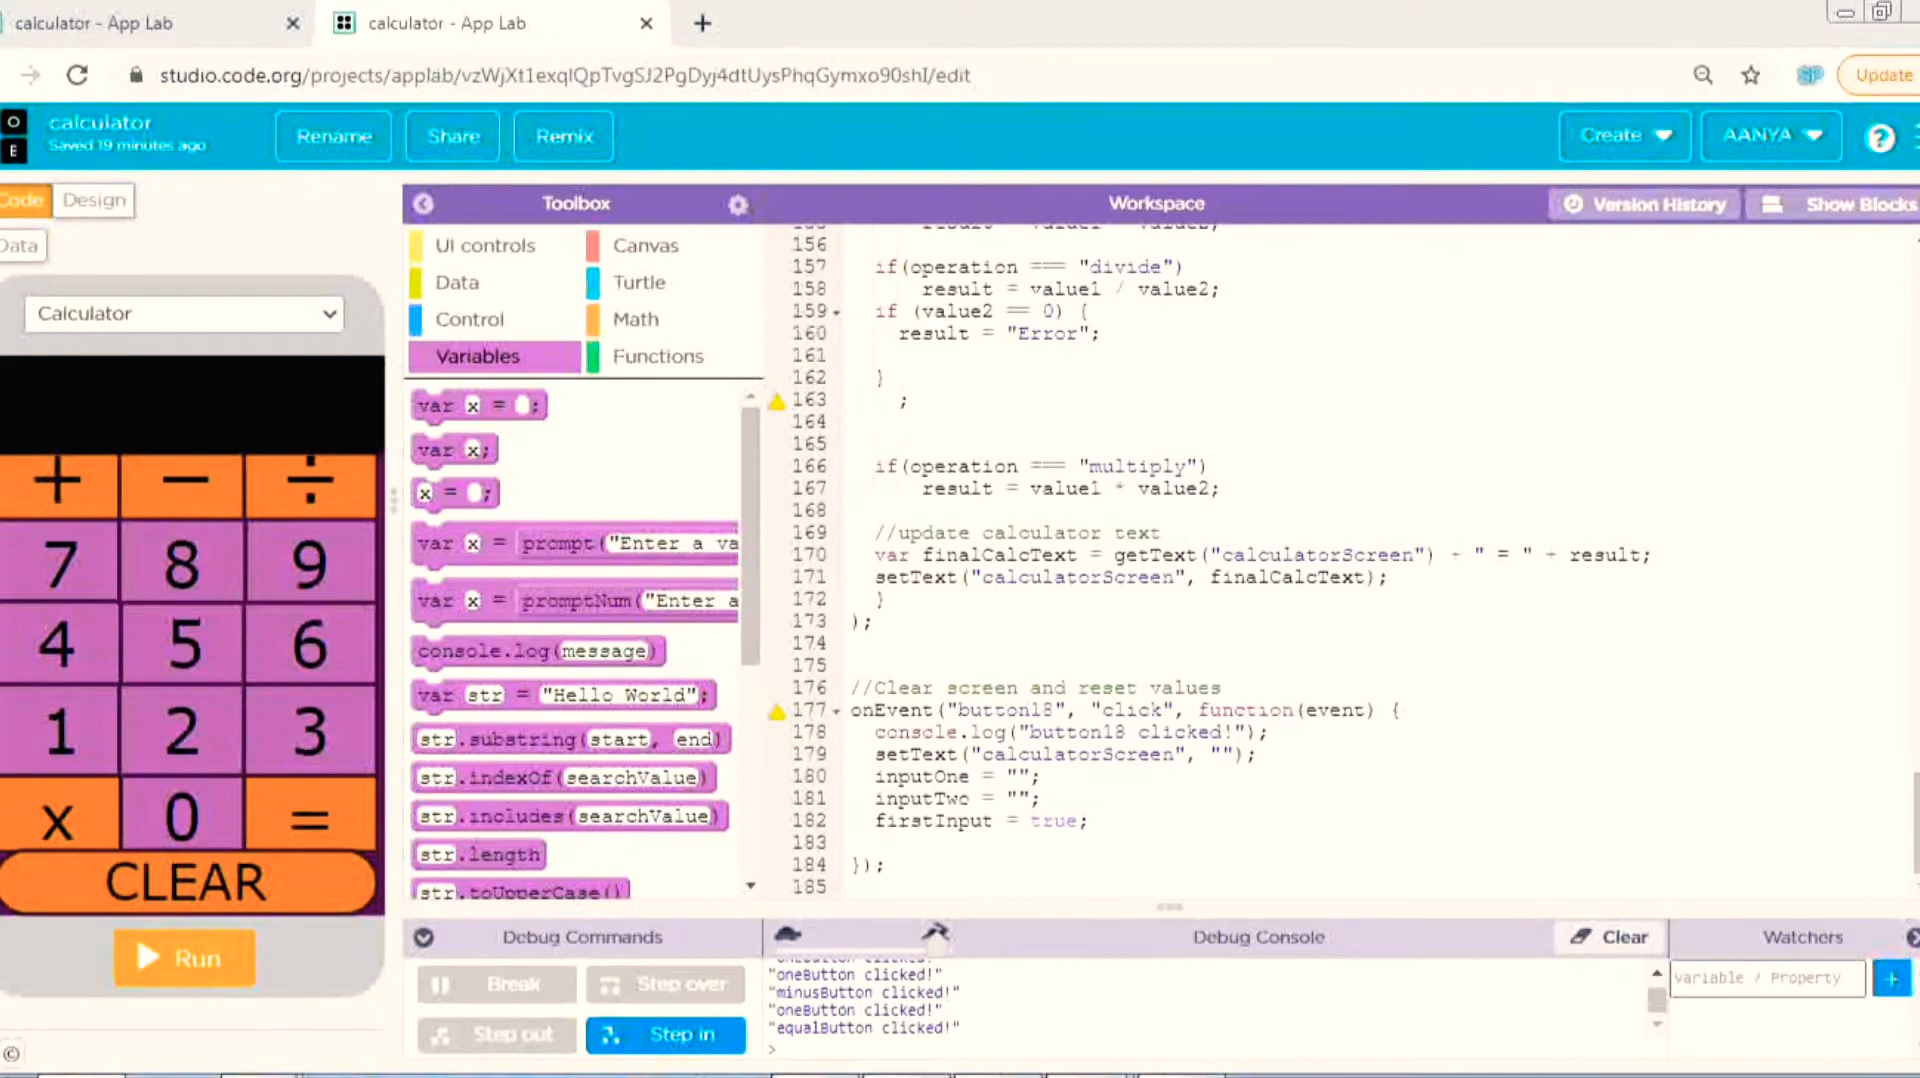 calculator - App Lab
calculator - App Lab
studio.code.org/projects/applab/vzWjXt1exqlQpTvgSJ2PgDyj4dtUysPhqGymxo90shI/edit
Update
O
E
calculator
Saved 19 minutes ago
Rename
Share
Remix
Create
AANYA
?
Code
Design
Data
Toolbox
Workspace
Version History
Show Blocks
Calculator
+ − ÷
7 8 9
4 5 6
1 2 3
x 0 =
CLEAR
Run
UI controls
Canvas
Data
Turtle
Control
Math
Variables
Functions
var x = ;
var x;
x = ;
var x = prompt("Enter a va
var x = promptNum("Enter a
console.log(message)
var str = "Hello World";
str.substring(start, end)
str.indexOf(searchValue)
str.includes(searchValue)
str.length
str.toUpperCase()
156
157 if(operation === "divide")
158 result = value1 / value2;
159 if (value2 == 0) {
160 result = "Error";
161
162 }
163 ;
164
165
166 if(operation === "multiply")
167 result = value1 * value2;
168
169 //update calculator text
170 var finalCalcText = getText("calculatorScreen") + " = " + result;
171 setText("calculatorScreen", finalCalcText);
172 }
173 );
174
175
176 //Clear screen and reset values
177 onEvent("button18", "click", function(event) {
178 console.log("button18 clicked!");
179 setText("calculatorScreen", "");
180 inputOne = "";
181 inputTwo = "";
182 firstInput = true;
183
184 });
185
Debug Commands
Debug Console
Clear
Watchers
Break
Step over
Step out
Step in
"oneButton clicked!"
"minusButton clicked!"
"oneButton clicked!"
"equalButton clicked!"
>
variable / Property
+
©